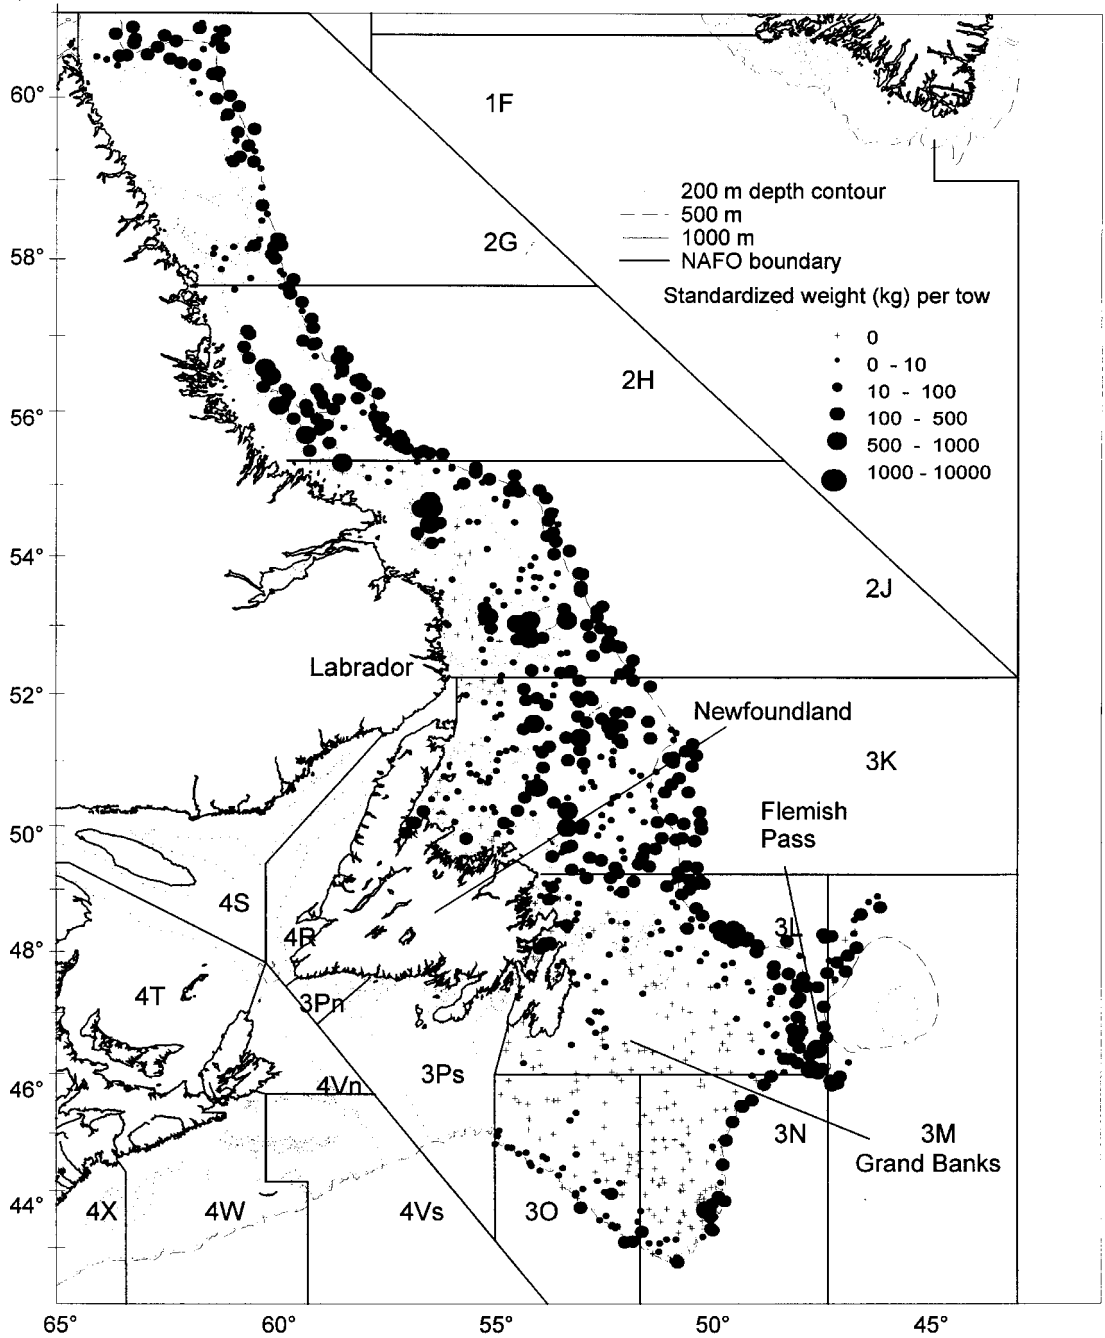 60°
58°
56°
54°
52°
50°
48°
46°
44°
65°
60°
55°
50°
45°
1F
200 m depth contour
500 m
1000 m
NAFO boundary
Standardized weight (kg) per tow
0
0 - 10
10 - 100
100 - 500
500 - 1000
1000 - 10000
2G
2H
2J
Labrador
Newfoundland
3K
Flemish
Pass
4S
4R
3L
4T
3Pn
4Vn
3Ps
3N
3M
Grand Banks
4X
4W
4Vs
3O